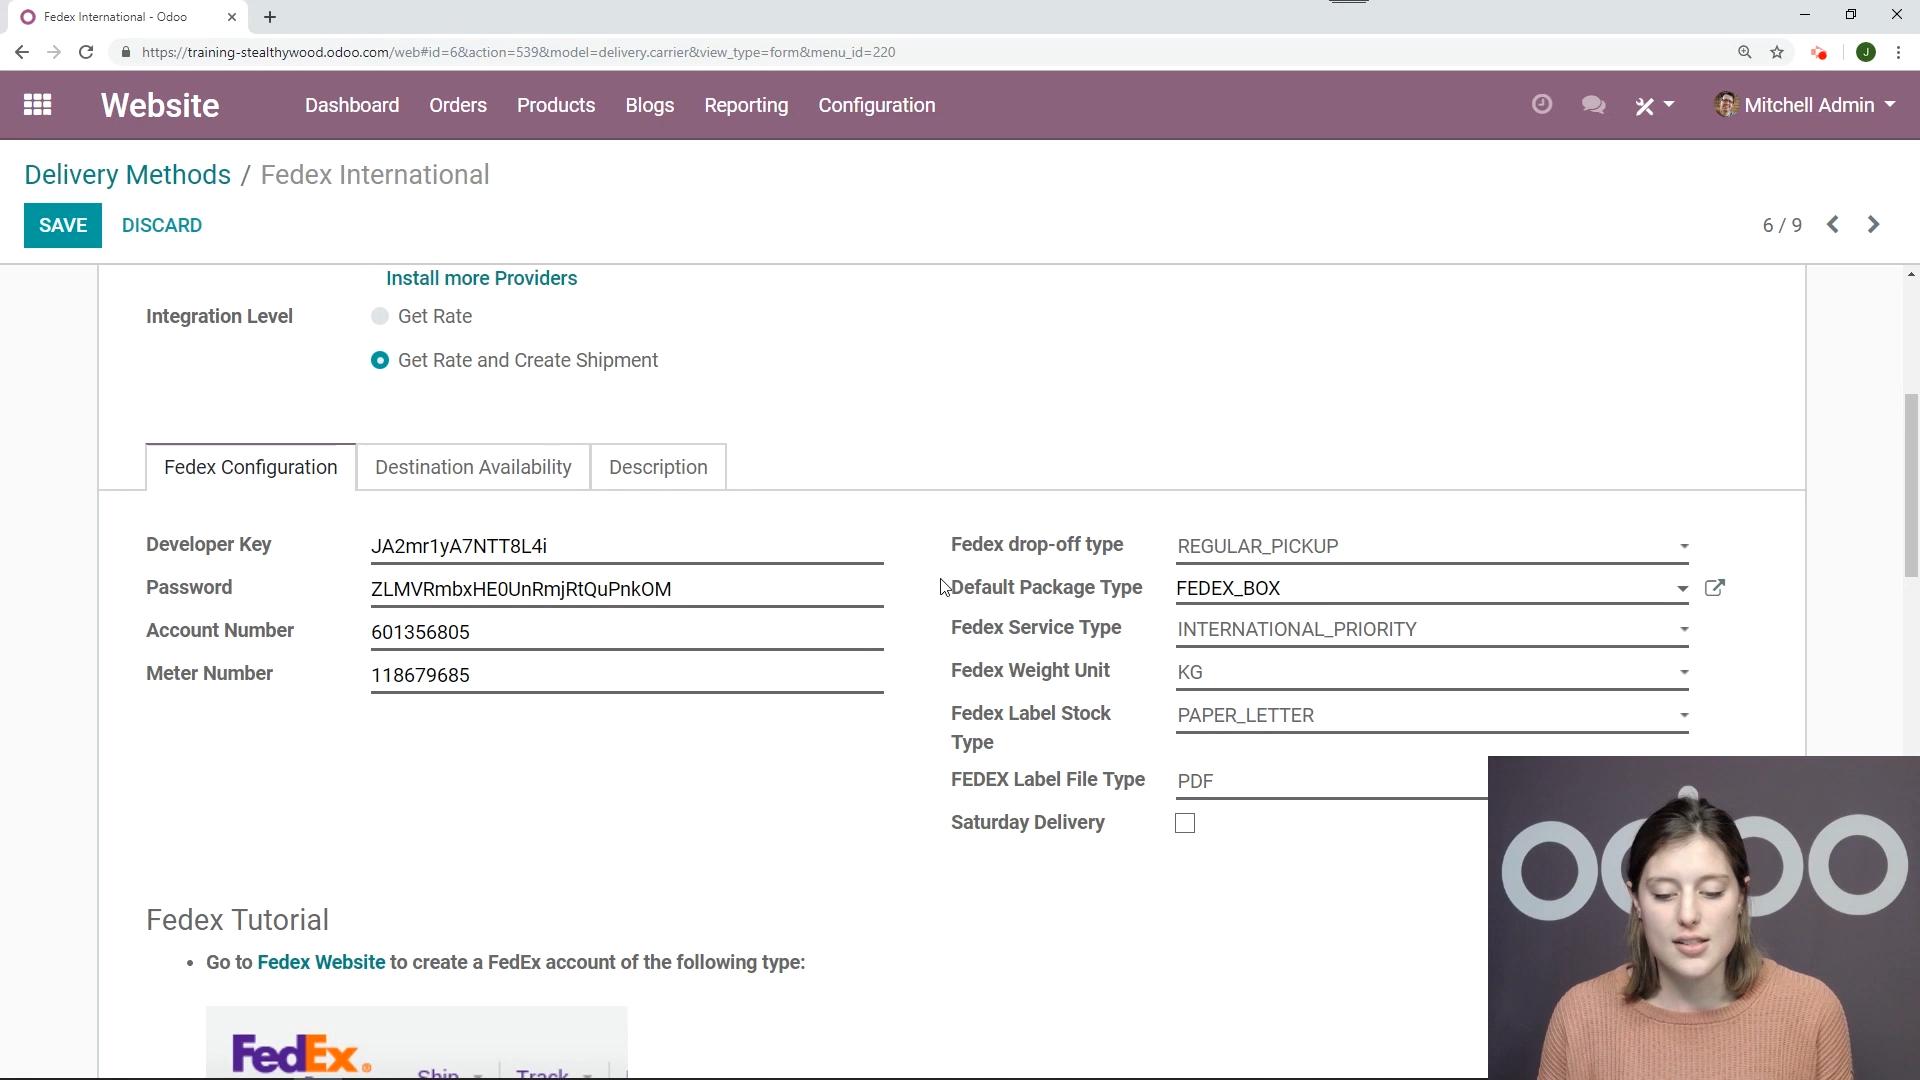 Fedex International - Odoo
https://training-stealthywood.odoo.com/web#id=6&action=539&model=delivery.carrier&view_type=form&menu_id=220
J
Website
Dashboard Orders Products Blogs Reporting Configuration
Mitchell Admin
Delivery Methods / Fedex International
SAVE DISCARD
6 / 9
Install more Providers
Integration Level
Get Rate
Get Rate and Create Shipment
Fedex Configuration Destination Availability Description
Developer Key JA2mr1yA7NTT8L4i
Password ZLMVRmbxHE0UnRmjRtQuPnkOM
Account Number 601356805
Meter Number 118679685
Fedex drop-off type REGULAR_PICKUP
Default Package Type FEDEX_BOX
Fedex Service Type INTERNATIONAL_PRIORITY
Fedex Weight Unit KG
Fedex Label Stock Type PAPER_LETTER
FEDEX Label File Type PDF
Saturday Delivery
Fedex Tutorial
• Go to Fedex Website to create a FedEx account of the following type:
FedEx®
Ship Track
odoo